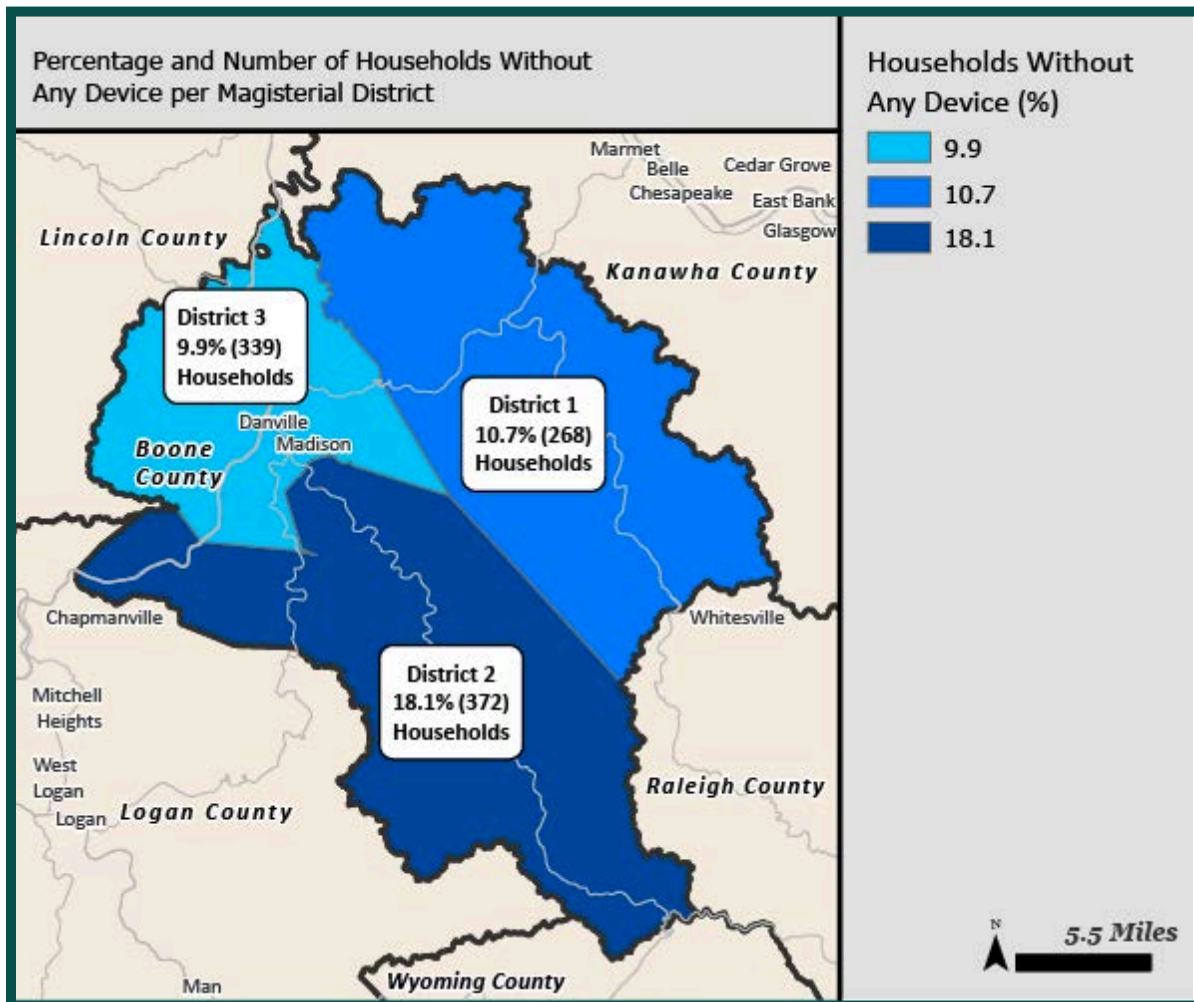 Percentage and Number of Households Without
Any Device per Magisterial District
Households Without
Any Device (%)
9.9
10.7
18.1
Marmet
Belle
Cedar Grove
Chesapeake
East Bank
Glasgow
Lincoln County
Kanawha County
District 3
9.9% (339)
Households
District 1
10.7% (268)
Households
Danville
Madison
Boone
County
Chapmanville
Whitesville
District 2
18.1% (372)
Households
Mitchell
Heights
West
Logan
Logan
Logan County
Raleigh County
Man
Wyoming County
N
5.5 Miles